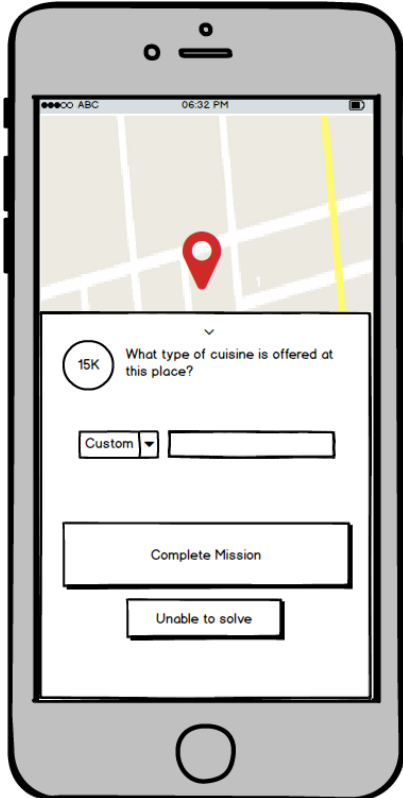 ABC 06:32 PM
15K
What type of cuisine is offered at
this place?
Custom
Complete Mission
Unable to solve